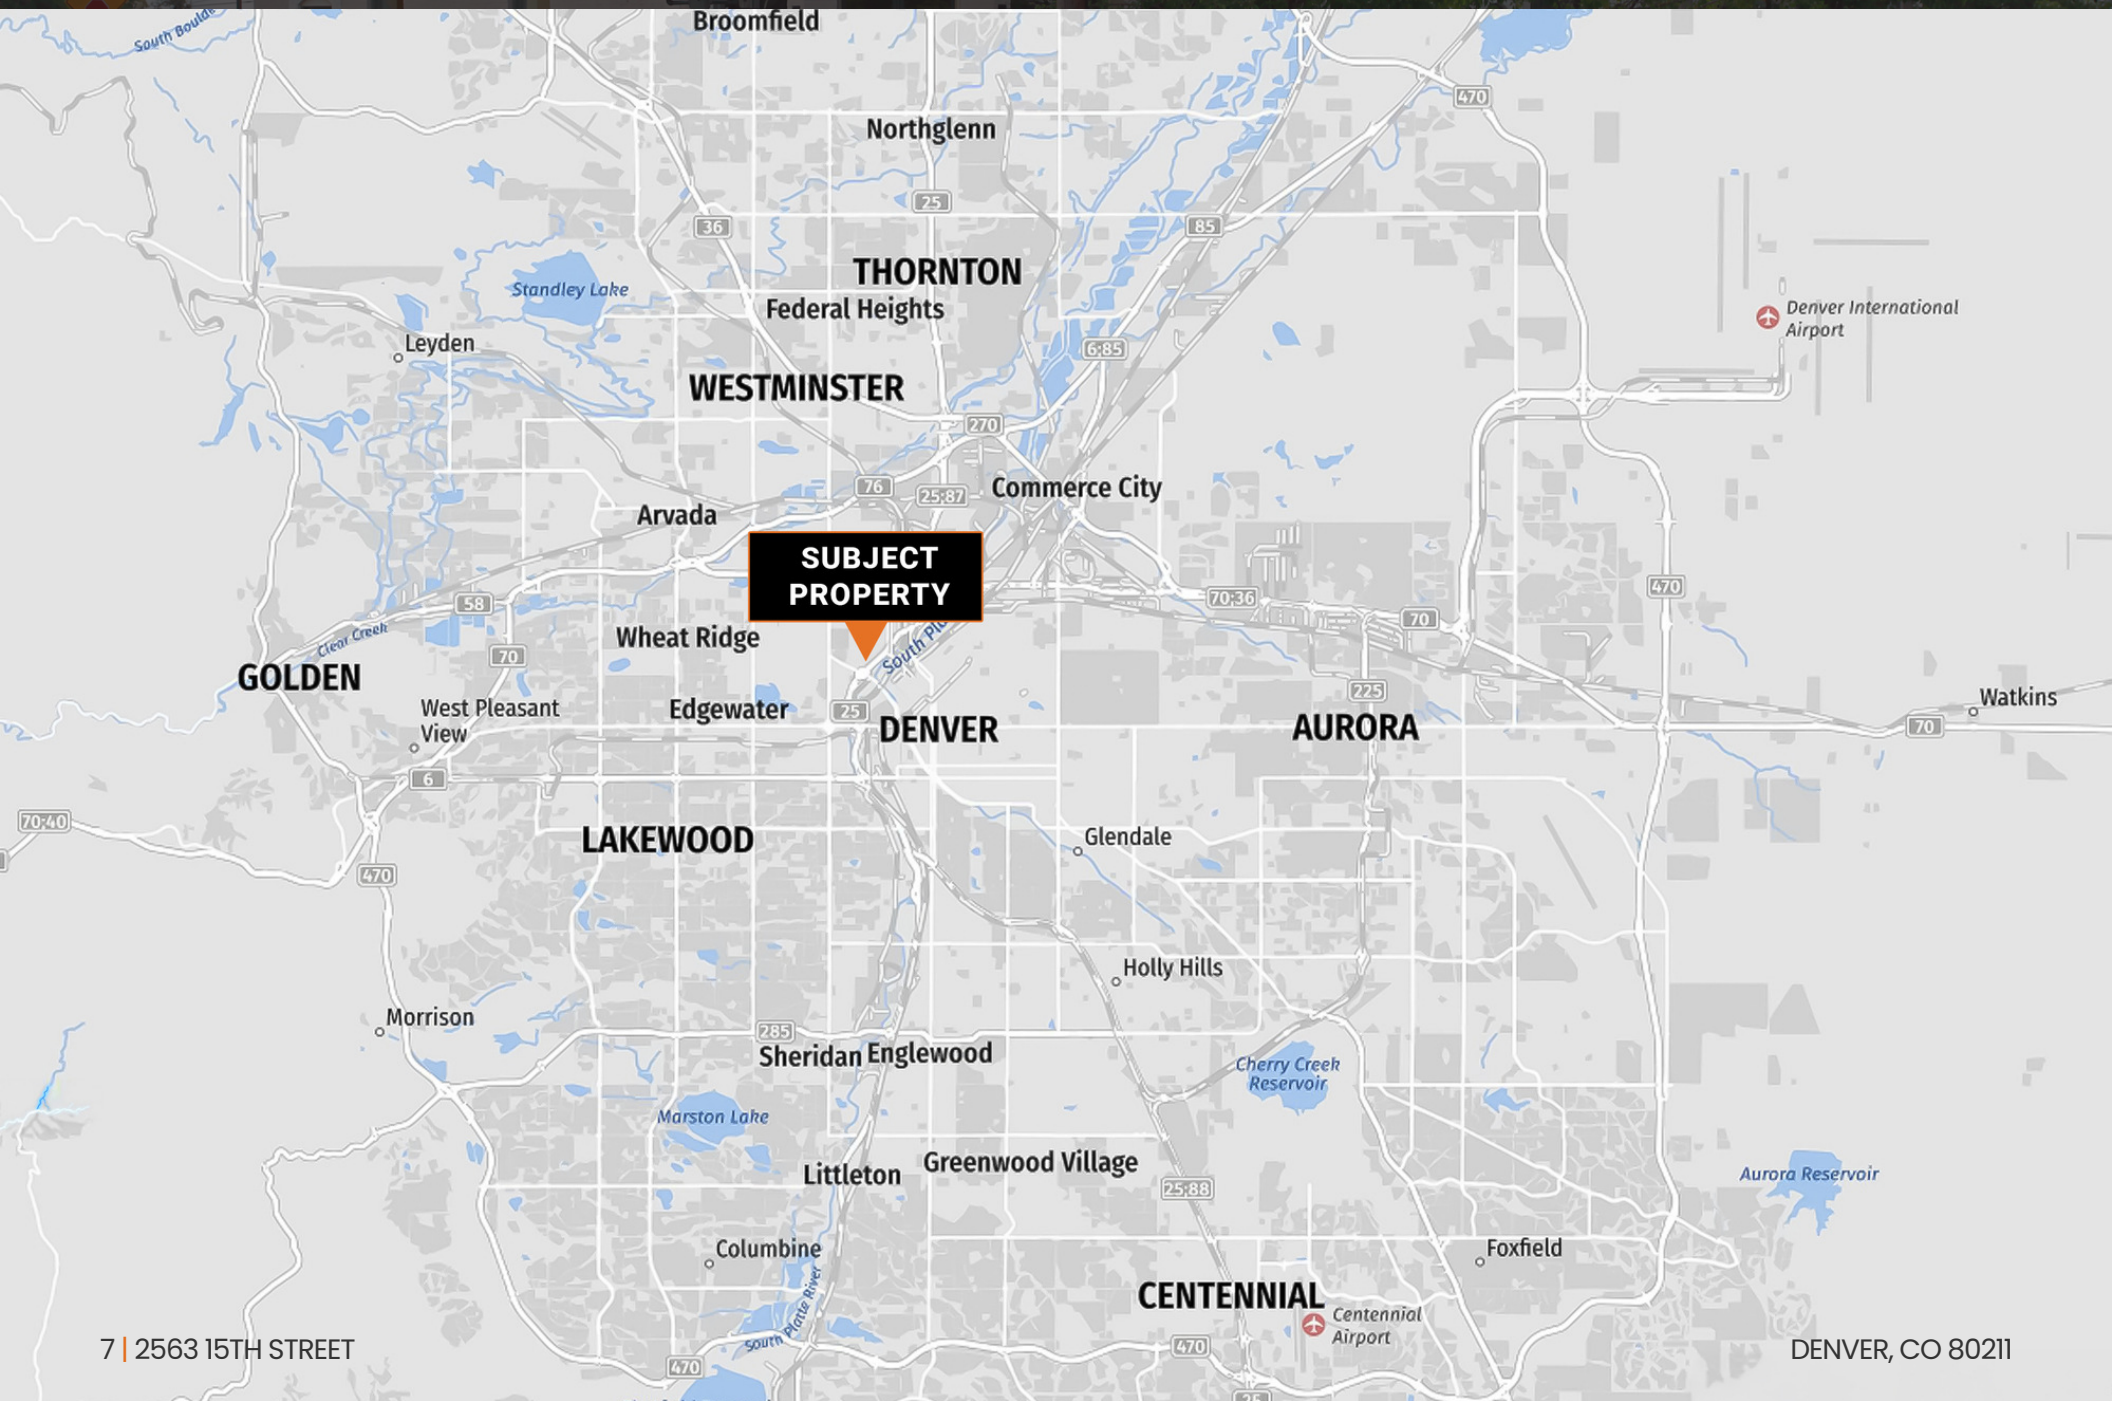 Broomfield
South Boulde
470
Northglenn
25
36
85
THORNTON
Standley Lake
Federal Heights
Denver International
Airport
Leyden
6;85
WESTMINSTER
270
76
25;87
Commerce City
Arvada
SUBJECT
PROPERTY
470
58
70;36
70
Clear Creek
Wheat Ridge
South Pla
70
GOLDEN
225
Watkins
West Pleasant
View
Edgewater
25
DENVER
AURORA
70
6
70;40
LAKEWOOD
Glendale
470
Holly Hills
Morrison
285
Sheridan
Englewood
Cherry Creek
Reservoir
Marston Lake
Littleton
Greenwood Village
Aurora Reservoir
25;88
Columbine
Foxfield
CENTENNIAL
Centennial
Airport
South Platte River
470
470
25
7 | 2563 15TH STREET
DENVER, CO 80211